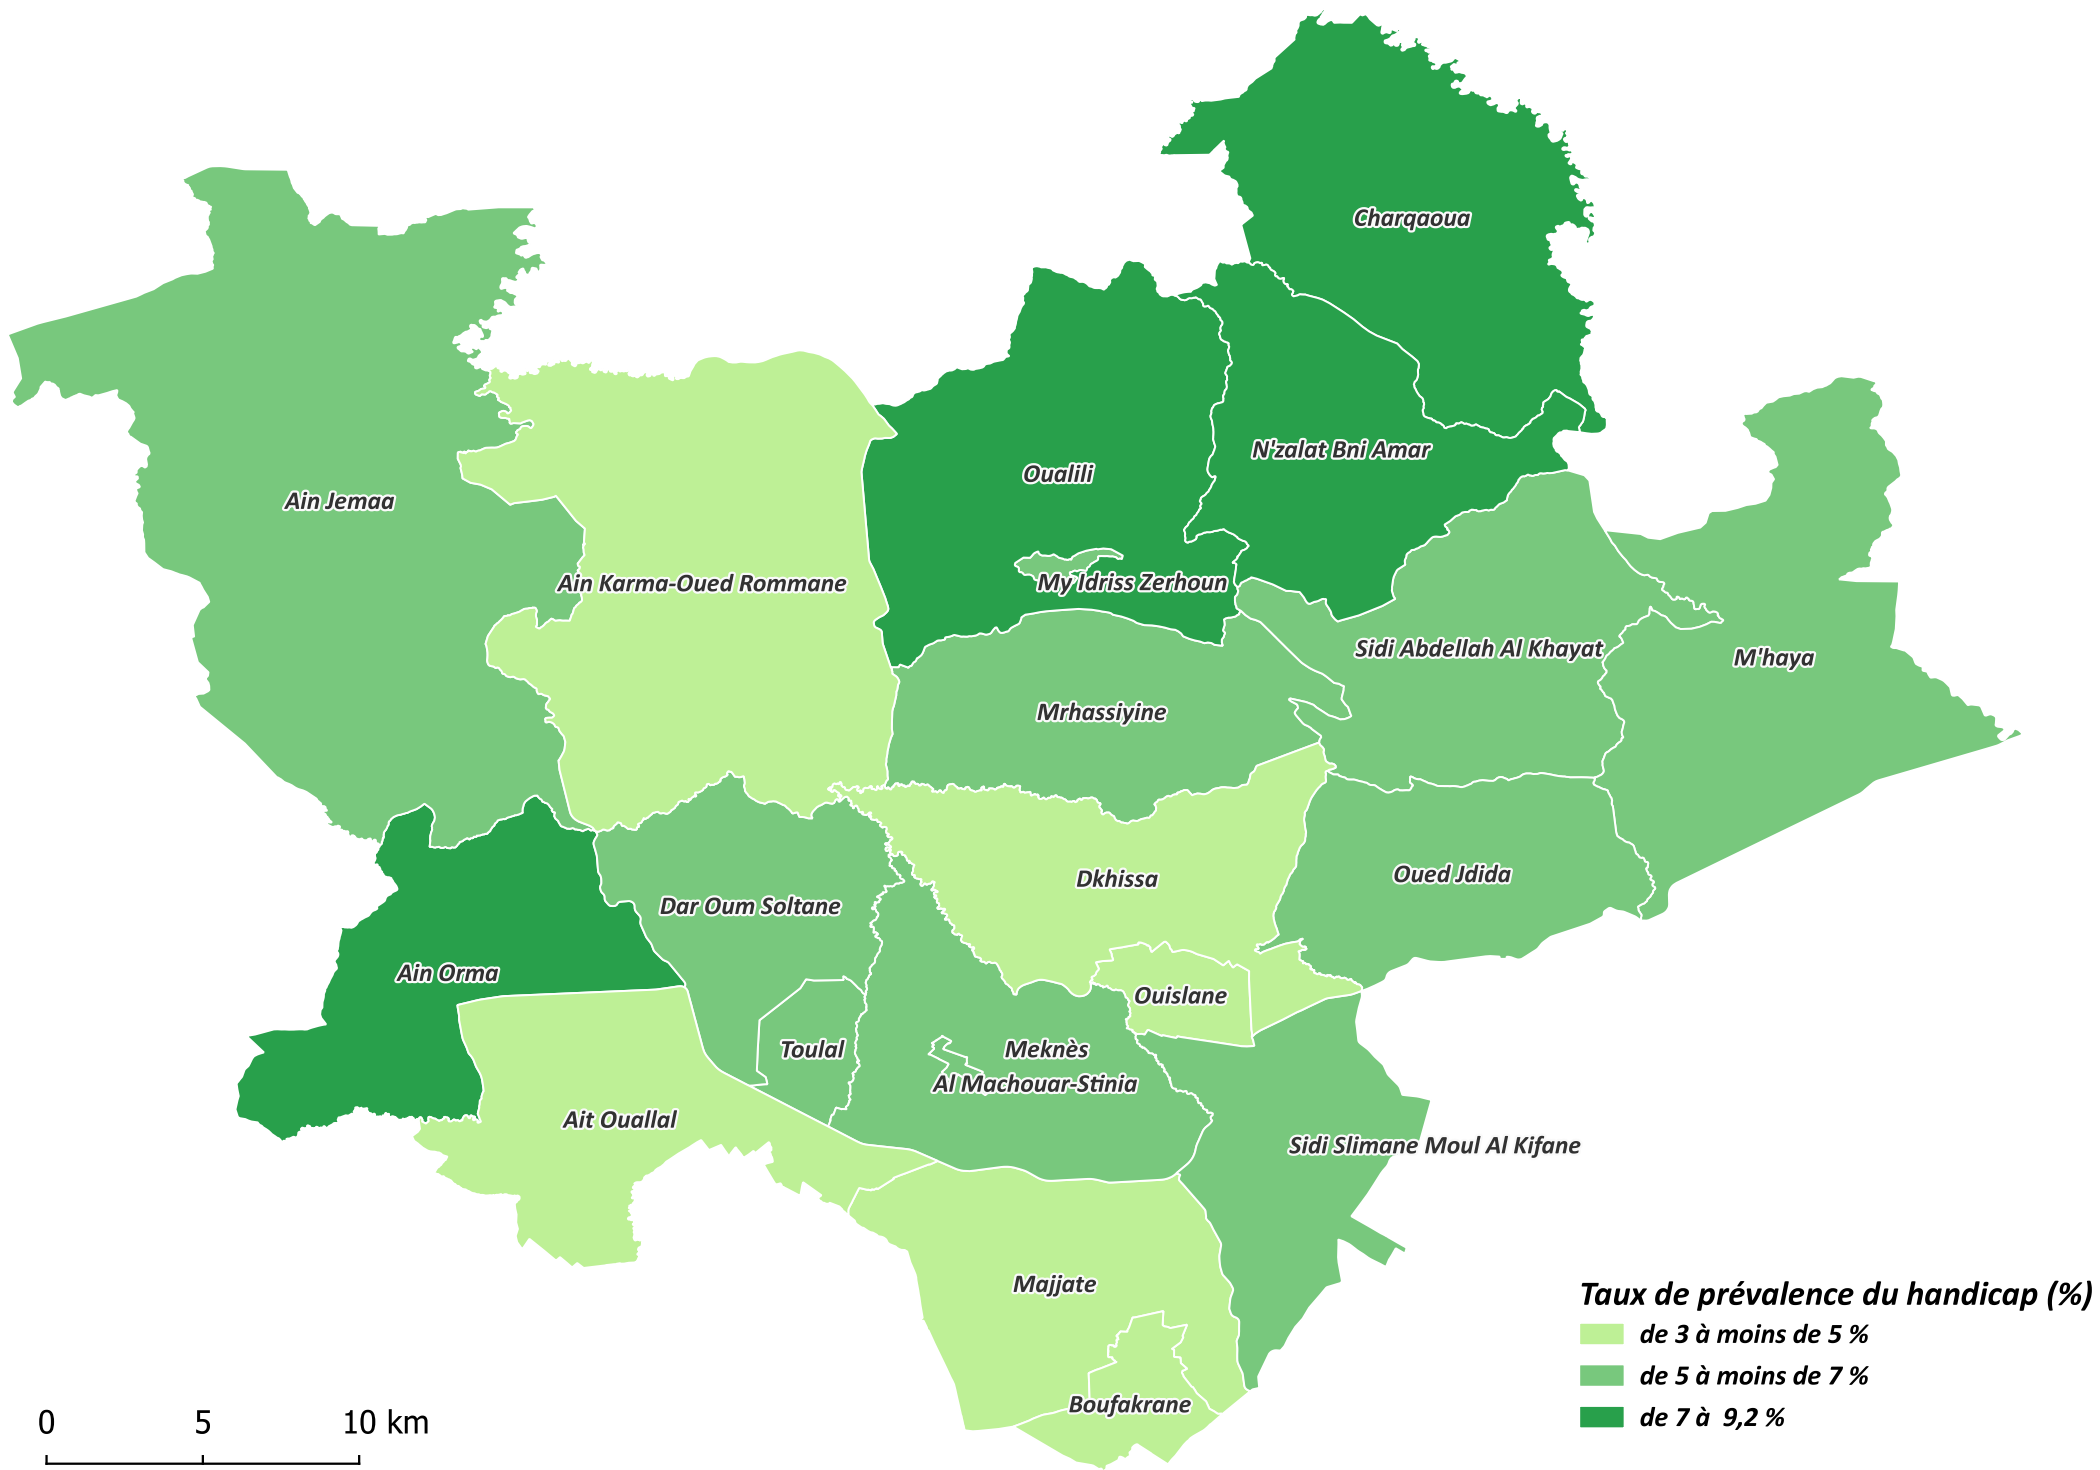 Charqaoua
N'zalat Bni Amar
Oualili
Ain Jemaa
Ain Karma-Oued Rommane
My Idriss Zerhoun
Sidi Abdellah Al Khayat
M'haya
Mrhassiyine
Dkhissa
Oued Jdida
Dar Oum Soltane
Ain Orma
Ouislane
Toulal
Meknès
Al Machouar-Stinia
Ait Ouallal
Sidi Slimane Moul Al Kifane
Majjate
Boufakrane
Taux de prévalence du handicap (%)
de 3 à moins de 5 %
de 5 à moins de 7 %
de 7 à 9,2 %
0 5 10 km